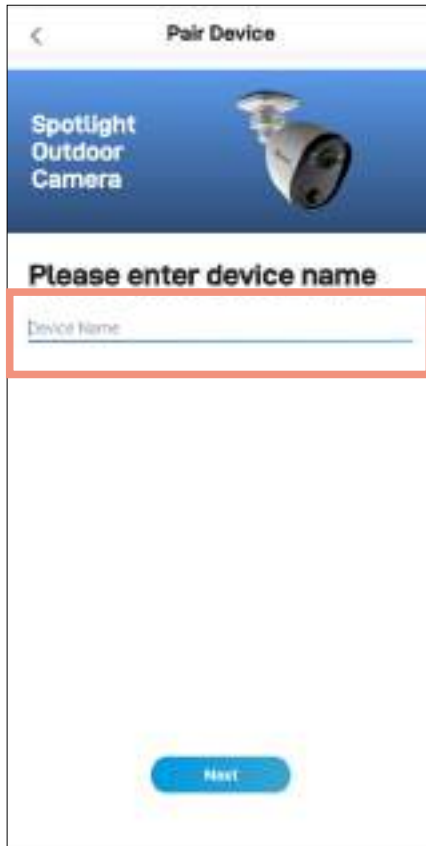 Pair Device
Spotlight
Outdoor
Camera
Please enter device name
Device Name
Next